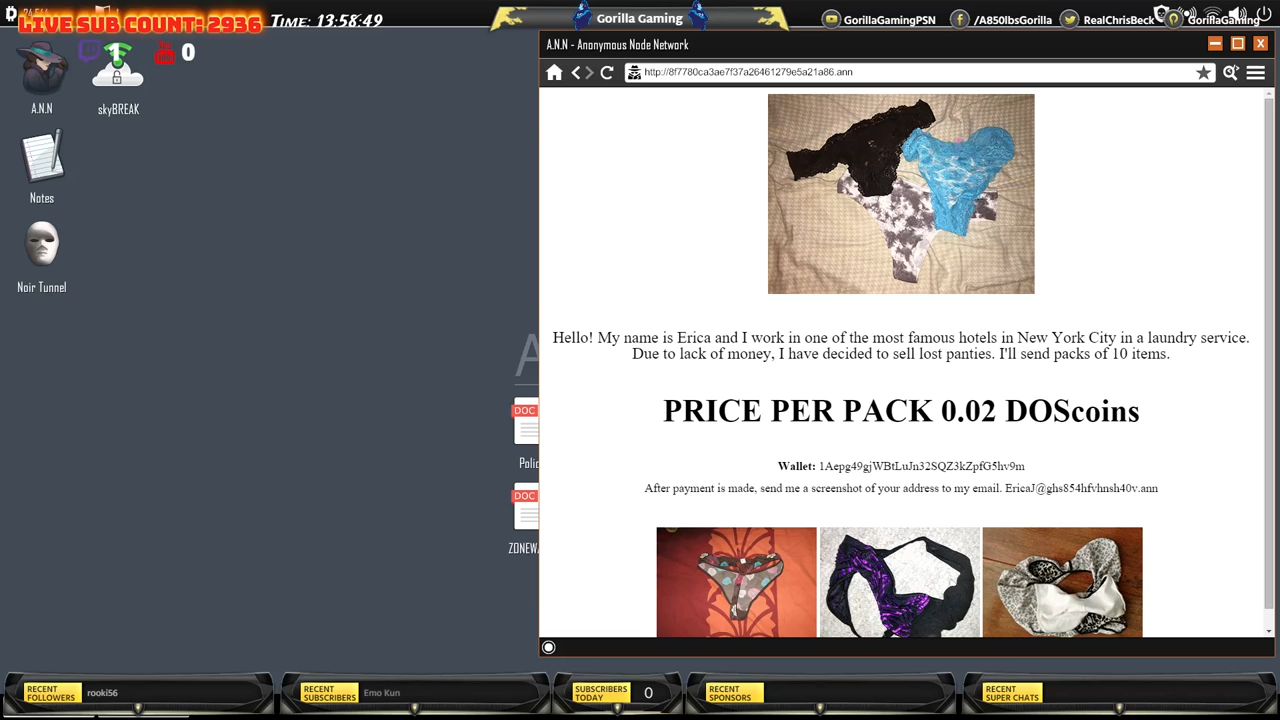 LIVE SUB COUNT: 2936
TIME: 13:58:49
Gorilla Gaming
GorillaGamingPSN
/A850lbsGorilla
RealChrisBeck
GorillaGaming
1
0
A.N.N
skyBREAK
Notes
Noir Tunnel
DOC
DOC
ZONEWA
A.N.N - Anonymous Node Network
http://8f7780ca3ae7f37a26461279e5a21a86.ann
Hello! My name is Erica and I work in one of the most famous hotels in New York City in a laundry service.
Due to lack of money, I have decided to sell lost panties. I'll send packs of 10 items.
PRICE PER PACK 0.02 DOScoins
Wallet: 1Aepg49gjWBtLuJn32SQZ3kZpfG5hv9m
After payment is made, send me a screenshot of your address to my email. EricaJ@ghs854hfvhnsh40v.ann
RECENT FOLLOWERS
rooki56
RECENT SUBSCRIBERS
Emo Kun
SUBSCRIBERS TODAY
0
RECENT SPONSORS
RECENT SUPER CHATS